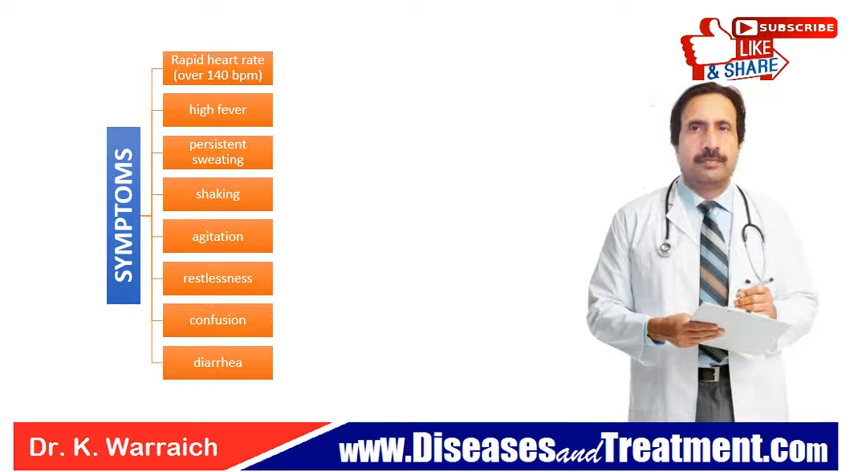 SUBSCRIBE
LIKE
& SHARE
SYMPTOMS
Rapid heart rate
(over 140 bpm)
high fever
persistent
sweating
shaking
agitation
restlessness
confusion
diarrhea
Dr. K. Warraich
www.DiseasesandTreatment.com